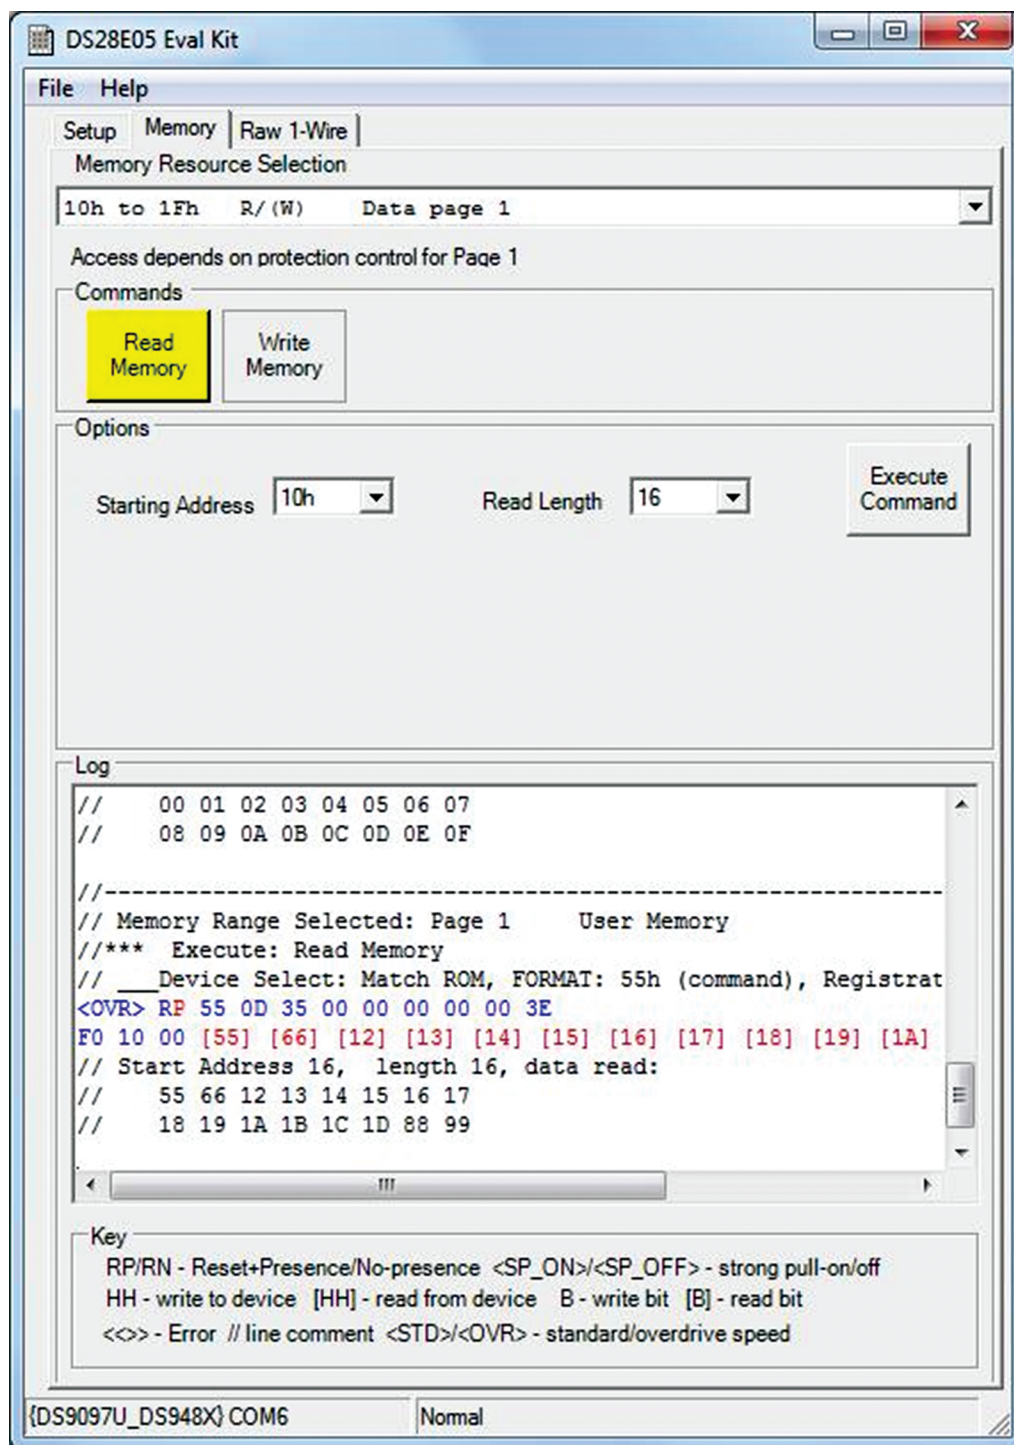 DS28E05 Eval Kit
File Help
Setup Memory Raw 1-Wire
Memory Resource Selection
10h to 1Fh R/(W) Data page 1
Access depends on protection control for Page 1
Commands
Read Memory
Write Memory
Options
Starting Address 10h Read Length 16 Execute Command
Log
// 00 01 02 03 04 05 06 07
// 08 09 0A 0B 0C 0D 0E 0F
//--------------------------------------------------------------
// Memory Range Selected: Page 1 User Memory
//*** Execute: Read Memory
// ___Device Select: Match ROM, FORMAT: 55h (command), Registrat
<OVR> RP 55 0D 35 00 00 00 00 00 3E
F0 10 00 [55] [66] [12] [13] [14] [15] [16] [17] [18] [19] [1A]
// Start Address 16, length 16, data read:
// 55 66 12 13 14 15 16 17
// 18 19 1A 1B 1C 1D 88 99
Key
RP/RN - Reset+Presence/No-presence <SP_ON>/<SP_OFF> - strong pull-on/off
HH - write to device [HH] - read from device B - write bit [B] - read bit
<<>> - Error // line comment <STD>/<OVR> - standard/overdrive speed
{DS9097U_DS948X} COM6 Normal